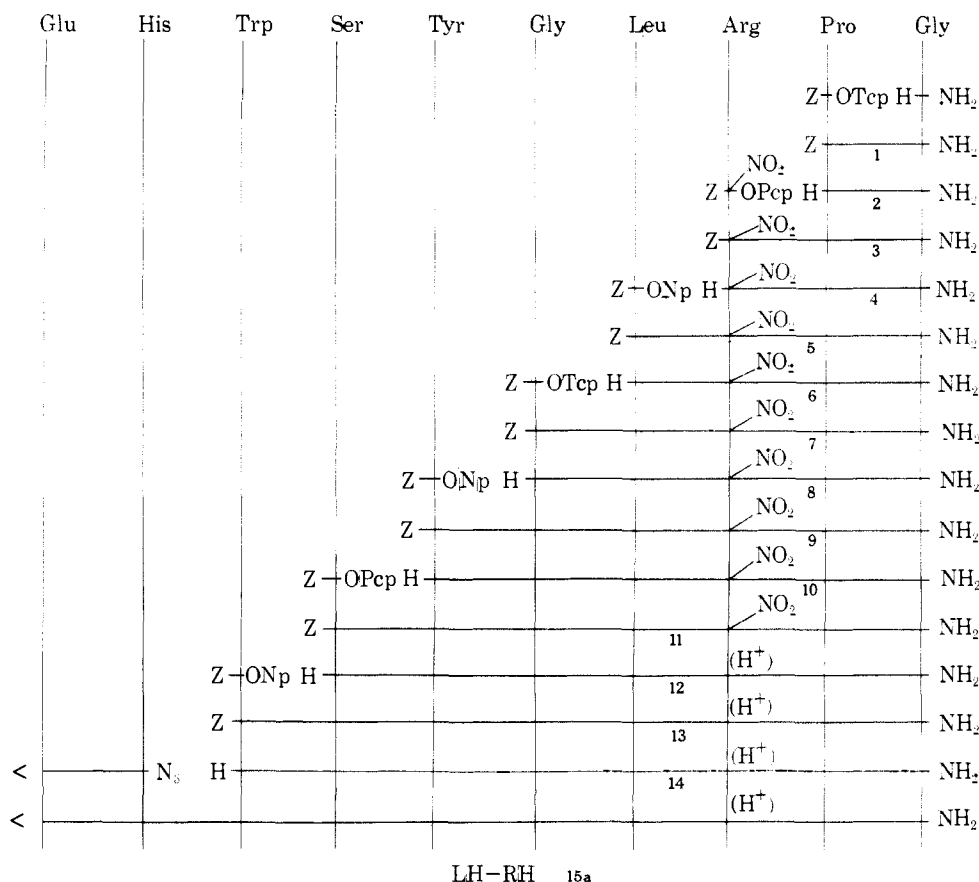 Glu His Trp Ser Tyr Gly Leu Arg Pro Gly
Z OTcp H NH2
Z 1 NH2
NO2
Z OPcp H 2 NH2
Z NO2 3 NH2
Z ONp H NO2 4 NH2
Z NO2 5 NH2
Z OTcp H NO2 6 NH2
Z NO2 7 NH2
Z ONp H NO2 8 NH2
Z NO2 9 NH2
Z OPcp H NO2 10 NH2
Z NO2 11 NH2
Z ONp H (H+) 12 NH2
Z (H+) 13 NH2
< N3 H (H+) 14 NH2
< (H+) NH2
LH-RH 15a